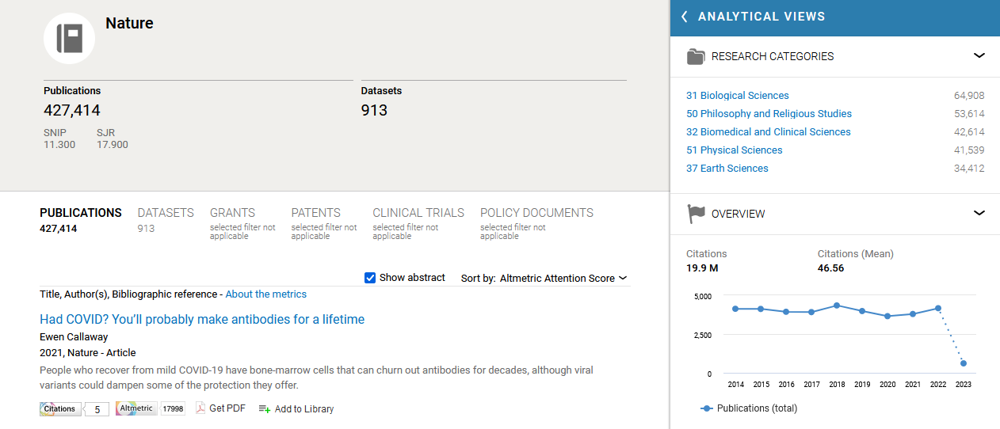 Nature
Publications
427,414
SNIP SJR
11.300 17.900
Datasets
913
PUBLICATIONS
427,414
DATASETS
913
GRANTS
selected filter not
applicable
PATENTS
selected filter not
applicable
CLINICAL TRIALS
selected filter not
applicable
POLICY DOCUMENTS
selected filter not
applicable
Show abstract Sort by: Altmetric Attention Score
Title, Author(s), Bibliographic reference - About the metrics
Had COVID? You’ll probably make antibodies for a lifetime
Ewen Callaway
2021, Nature - Article
People who recover from mild COVID-19 have bone-marrow cells that can churn out antibodies for decades, although viral
variants could dampen some of the protection they offer.
Citations 5 Altmetric 17998 Get PDF Add to Library
ANALYTICAL VIEWS
RESEARCH CATEGORIES
31 Biological Sciences 64,908
50 Philosophy and Religious Studies 53,614
32 Biomedical and Clinical Sciences 42,614
51 Physical Sciences 41,539
37 Earth Sciences 34,412
OVERVIEW
Citations
19.9 M
Citations (Mean)
46.56
5,000
2,500
0
2014 2015 2016 2017 2018 2019 2020 2021 2022 2023
Publications (total)